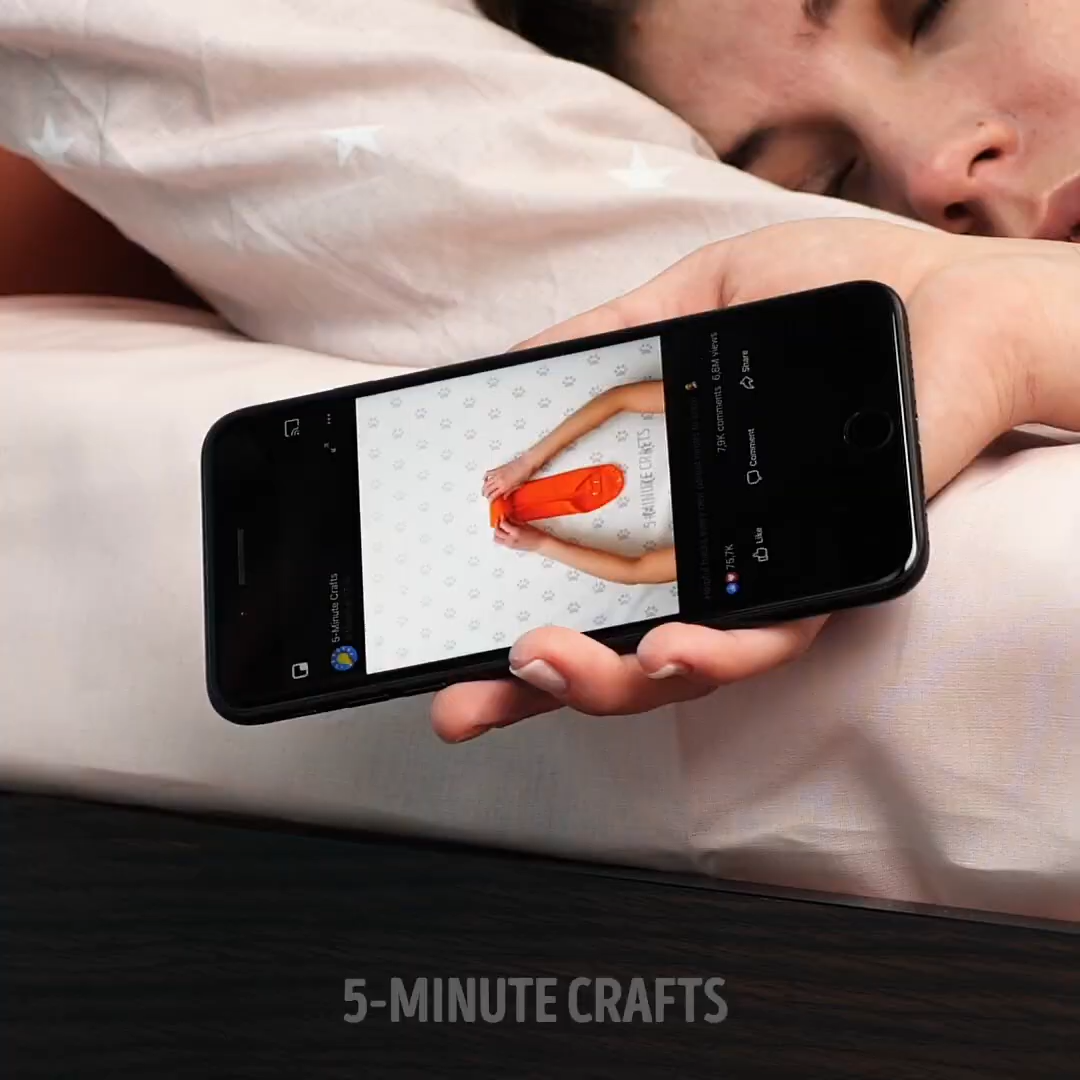 5-Minute Crafts
5-MINUTE CRAFTS
75,7K
7,9K comments 6,8M views
Like
Comment
Share
5-MINUTE CRAFTS